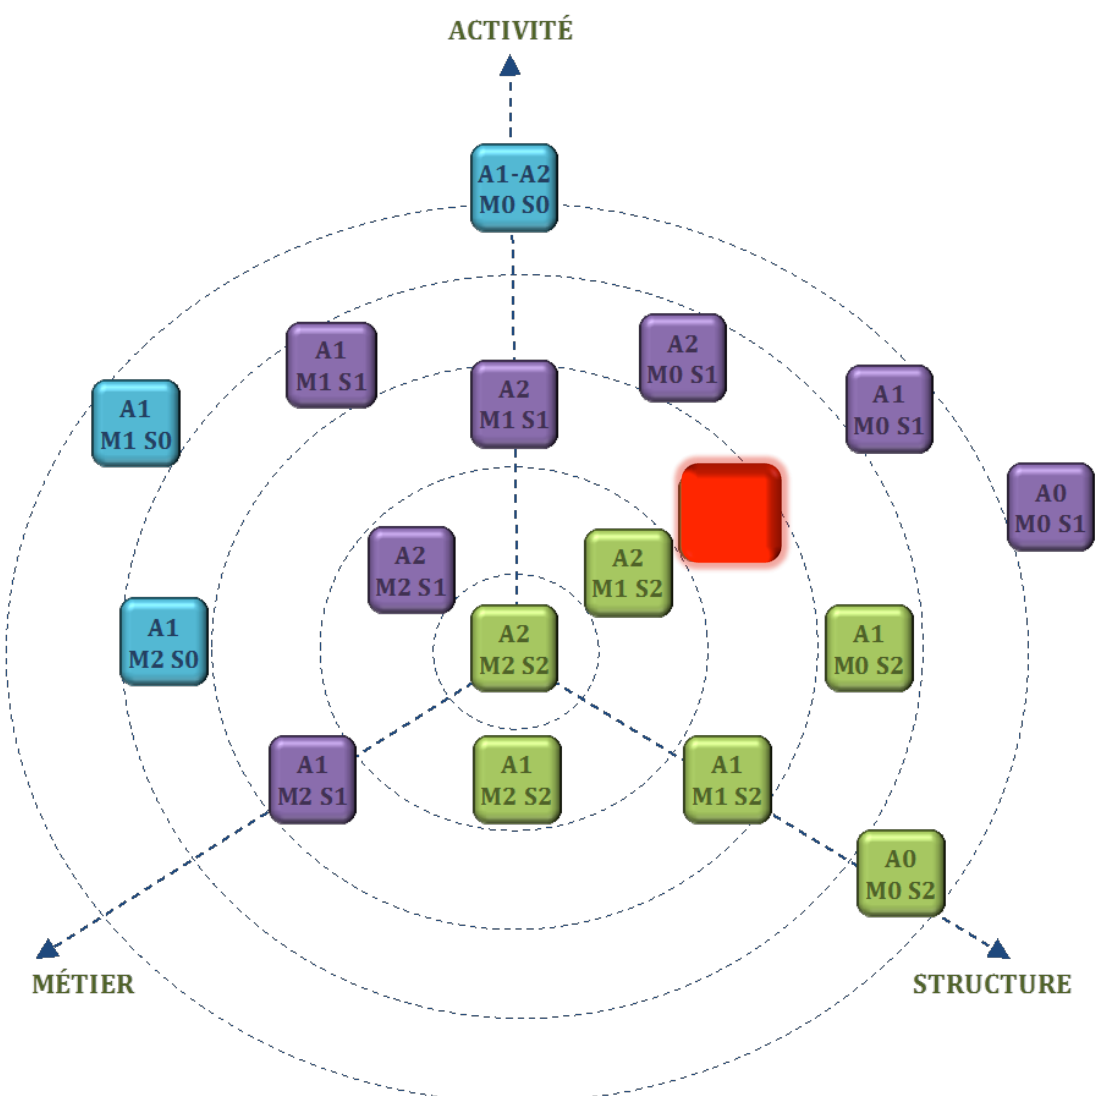 ACTIVITÉ
A1-A2
M0 S0
A2
M0 S1
A1
M1 S1
A2
M1 S1
A1
M0 S1
A1
M1 S0
A0
M0 S1
A2
M2 S1
A2
M1 S2
A1
M2 S0
A2
M2 S2
A1
M0 S2
A1
M2 S1
A1
M2 S2
A1
M1 S2
A0
M0 S2
MÉTIER
STRUCTURE